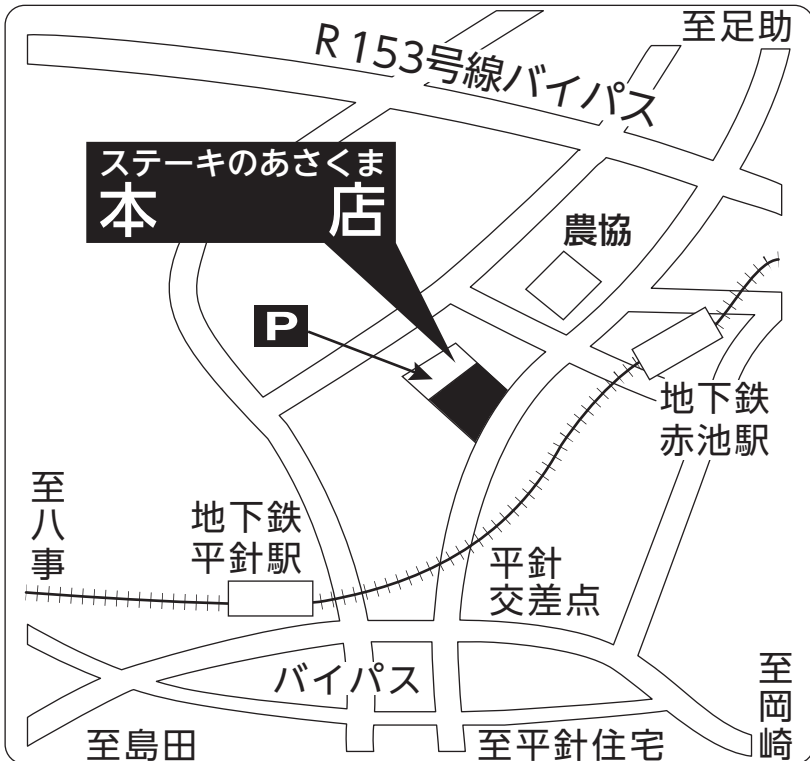 至足助
R153号線バイパス
ステーキのあさくま
本店
農協
P
地下鉄
赤池駅
至八事
地下鉄
平針駅
平針
交差点
バイパス
至岡崎
至島田
至平針住宅